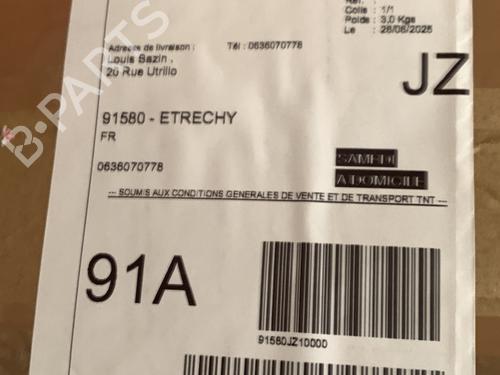 Ref. :
Colis : 1/1
Poids : 3.0 Kgs
Le : 26/06/2025
Adresse de livraison : Tél : 0636070778
Louis Bazin .
20 Rue Utrillo
JZ
91580 - ETRECHY
FR
0636070778
SAMEDI
A DOMICILE
--- SOUMIS AUX CONDITIONS GENERALES DE VENTE ET DE TRANSPORT TNT ---
91A
91580JZ10000
B-PARTS